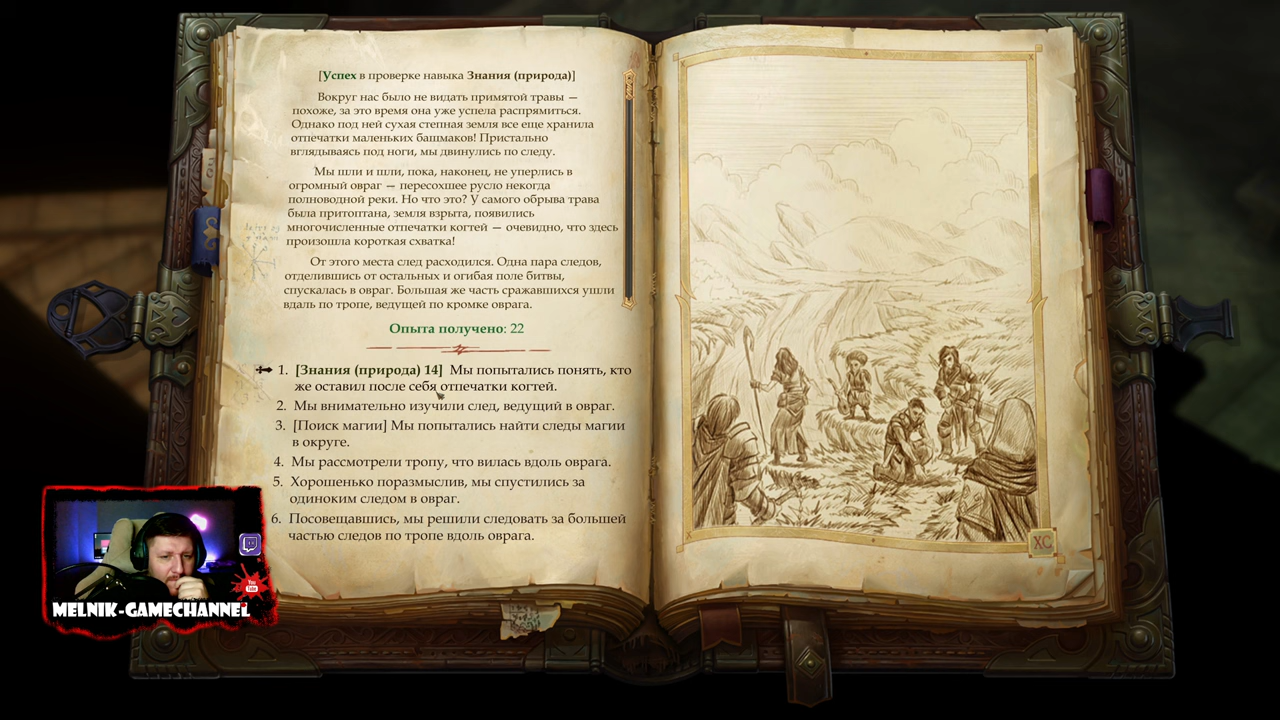 [Успех в проверке навыка Знания (природа)]
Вокруг нас было не видать примятой травы —
похоже, за это время она уже успела распрямиться.
Однако под ней сухая степная земля все еще хранила
отпечатки маленьких башмаков! Пристально
вглядываясь под ноги, мы двинулись по следу.
Мы шли и шли, пока, наконец, не уперлись в
огромный овраг — пересохшее русло некогда
полноводной реки. Но что это? У самого обрыва трава
была притоптана, земля взрыта, появились
многочисленные отпечатки когтей — очевидно, что здесь
произошла короткая схватка!
От этого места след расходился. Одна пара следов,
отделившись от остальных и огибая поле битвы,
спускалась в овраг. Большая же часть сражавшихся ушли
вдаль по тропе, ведущей по кромке оврага.
Опыта получено: 22
1. [Знания (природа) 14] Мы попытались понять, кто
же оставил после себя отпечатки когтей.
2. Мы внимательно изучили след, ведущий в овраг.
3. [Поиск магии] Мы попытались найти следы магии
в округе.
4. Мы рассмотрели тропу, что вилась вдоль оврага.
5. Хорошенько поразмыслив, мы спустились за
одиноким следом в овраг.
6. Посовещавшись, мы решили следовать за большей
частью следов по тропе вдоль оврага.
XC
You
Tube
MELNIK-GAMECHANNEL